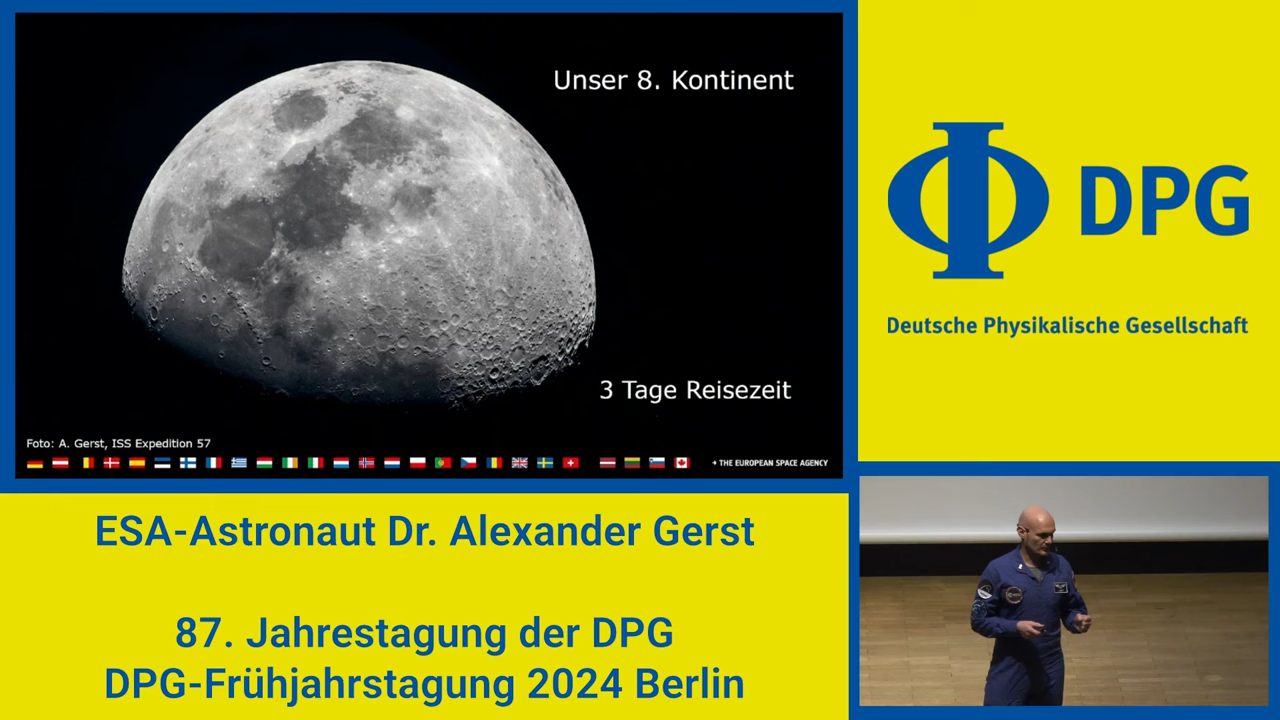 Unser 8. Kontinent
3 Tage Reisezeit
Foto: A. Gerst, ISS Expedition 57
THE EUROPEAN SPACE AGENCY
DPG
Deutsche Physikalische Gesellschaft
ESA-Astronaut Dr. Alexander Gerst
87. Jahrestagung der DPG
DPG-Frühjahrstagung 2024 Berlin